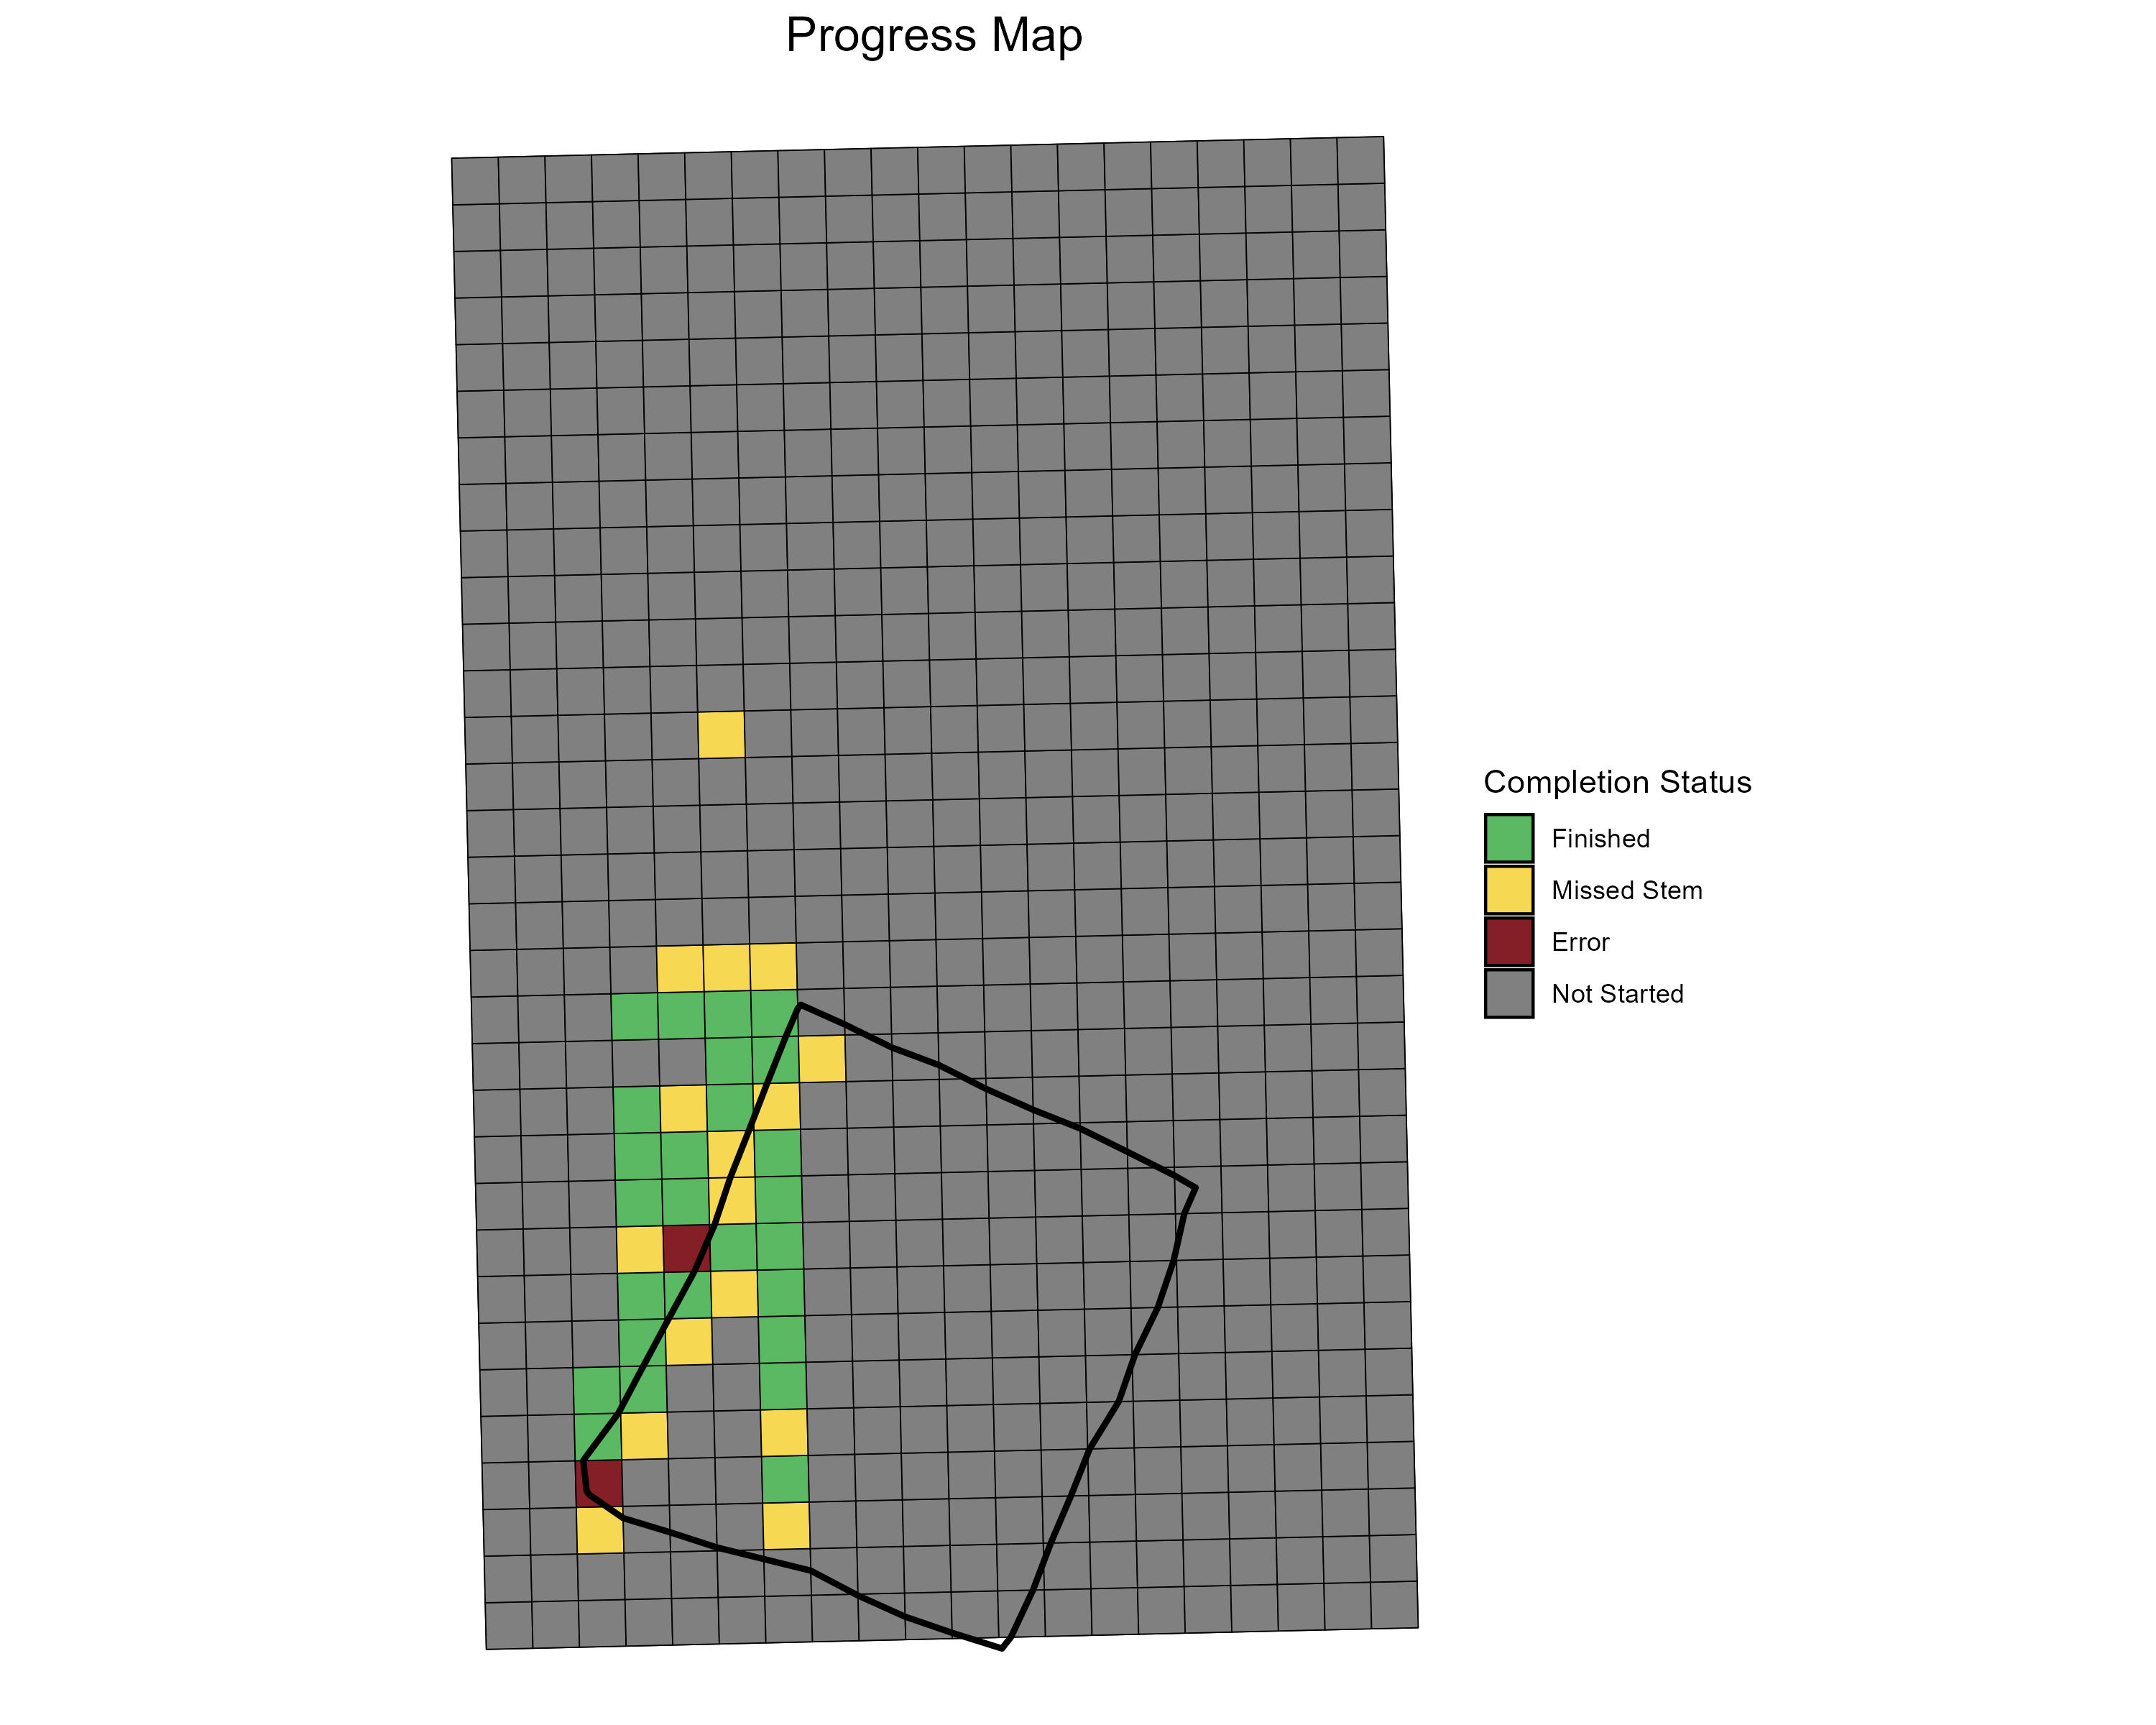 Progress Map
Completion Status
Finished
Missed Stem
Error
Not Started